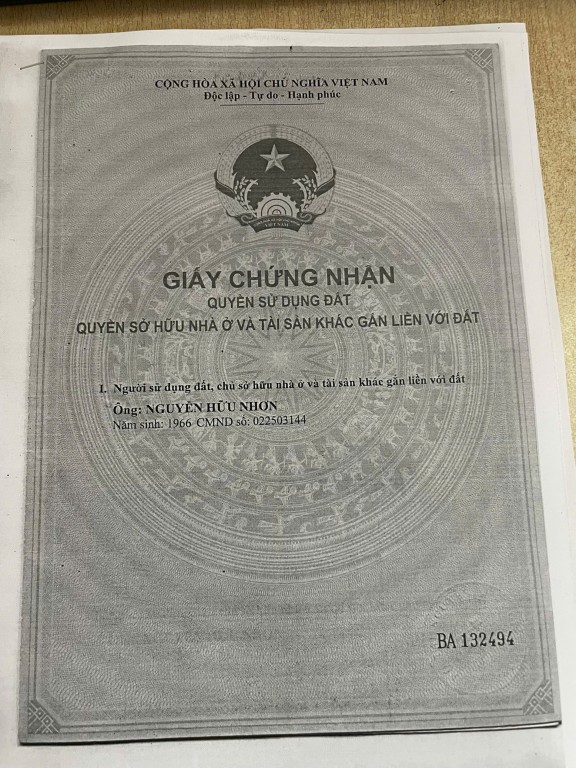 CỘNG HÒA XÃ HỘI CHỦ NGHĨA VIỆT NAM
Độc lập - Tự do - Hạnh phúc
VIỆT NAM
GIẤY CHỨNG NHẬN
QUYỀN SỬ DỤNG ĐẤT
QUYỀN SỞ HỮU NHÀ Ở VÀ TÀI SẢN KHÁC GẮN LIỀN VỚI ĐẤT
I. Người sử dụng đất, chủ sở hữu nhà ở và tài sản khác gắn liền với đất
Ông: NGUYỄN HỮU NHƠN
Năm sinh: 1966 CMND số: 022503144
BA 132494